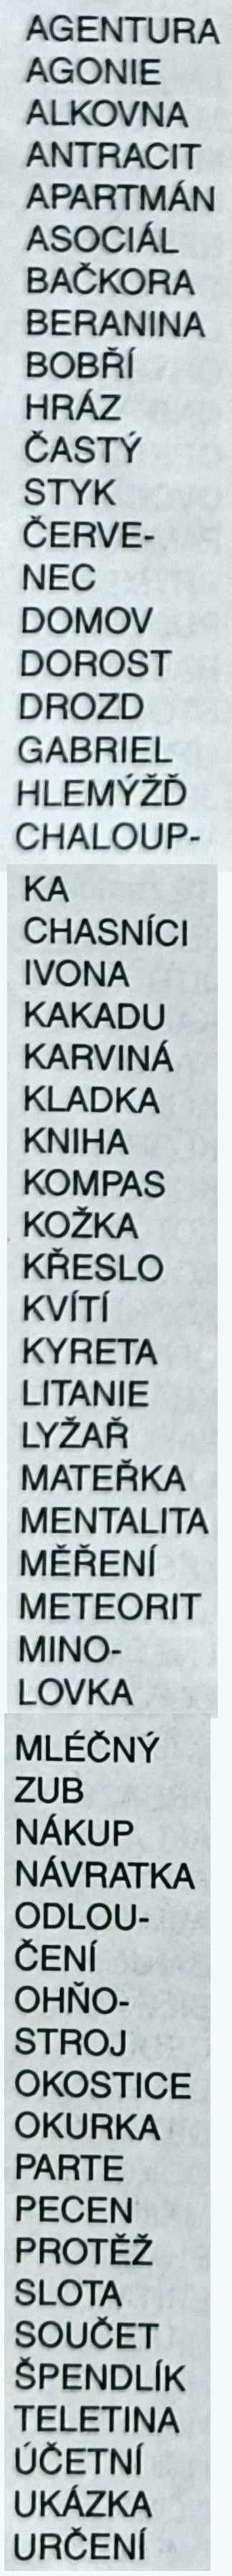 AGENTURA
AGONIE
ALKOVNA
ANTRACIT
APARTMÁN
ASOCIÁL
BAČKORA
BERANINA
BOBŘÍ
HRÁZ
ČASTÝ
STYK
ČERVE-
NEC
DOMOV
DOROST
DROZD
GABRIEL
HLEMÝŽĎ
CHALOUP-
KA
CHASNÍCI
IVONA
KAKADU
KARVINÁ
KLADKA
KNIHA
KOMPAS
KOŽKA
KŘESLO
KVÍTÍ
KYRETA
LITANIE
LYŽAŘ
MATEŘKA
MENTALITA
MĚŘENÍ
METEORIT
MINO-
LOVKA
MLÉČNÝ
ZUB
NÁKUP
NÁVRATKA
ODLOU-
ČENÍ
OHŇO-
STROJ
OKOSTICE
OKURKA
PARTE
PECEN
PROTĚŽ
SLOTA
SOUČET
ŠPENDLÍK
TELETINA
ÚČETNÍ
UKÁZKA
URČENÍ